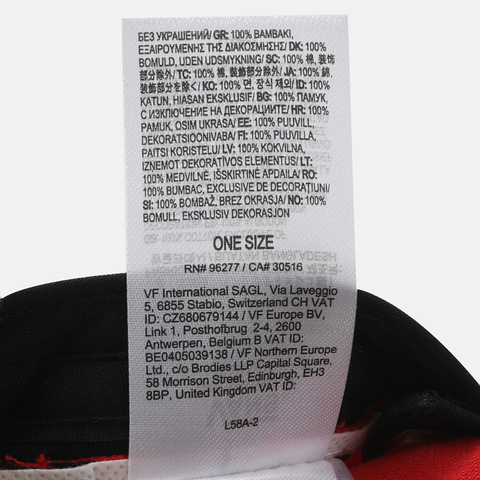 БЕЗ УКРАШЕНИЙ/ GR: 100% ΒΑΜΒΑΚΙ,
ΕΞΑΙΡΟΥΜΕΝΗΣ ΤΗΣ ΔΙΑΚΟΣΜΗΣΗΣ/ DK: 100%
BOMULD, UDEN UDSMYKNING/ SC: 100% 棉, 装饰
部分除外/ TC: 100% 棉, 裝飾部分除外/ JA: 100% 綿,
装飾部分を除く/ KO: 100% 면, 장식 제외/ ID: 100%
KATUN, HIASAN EKSKLUSIF/ BG: 100% ПАМУК,
С ИЗКЛЮЧЕНИЕ НА ДЕКОРАЦИИТЕ/ HR: 100%
PAMUK, OSIM UKRASA/ EE: 100% PUUVILL,
DEKORATSIOONIVABA/ FI: 100% PUUVILLA,
PAITSI KORISTELU/ LV: 100% KOKVILNA,
IZŅEMOT DEKORATĪVOS ELEMENTUS/ LT:
100% MEDVILNĖ, IŠSKIRTINĖ APDAILA/ RO:
100% BUMBAC, EXCLUSIVE DE DECORAȚIUNI/
SI: 100% BOMBAŽ, BREZ OKRASJA/ NO: 100%
BOMULL, EKSKLUSIV DEKORASJON
ONE SIZE
RN# 96277 / CA# 30516
VF International SAGL, Via Laveggio
5, 6855 Stabio, Switzerland CH VAT
ID: CZ680679144 / VF Europe BV,
Link 1, Posthofbrug 2-4, 2600
Antwerpen, Belgium B VAT ID:
BE0405039138 / VF Northern Europe
Ltd., c/o Brodies LLP Capital Square,
58 Morrison Street, Edinburgh, EH3
8BP, United Kingdom VAT ID:
L58A-2